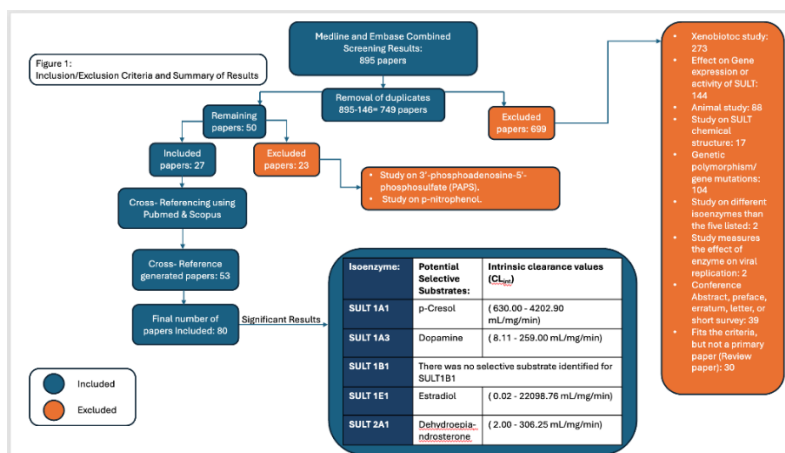 Figure 1:
Inclusion/Exclusion Criteria and Summary of Results
Medline and Embase Combined
Screening Results:
895 papers
Removal of duplicates
895-146= 749 papers
Remaining
papers: 50
Excluded
papers: 699
Included
papers: 27
Excluded
papers: 23
• Study on 3'-phosphoadenosine-5'-
phosphosulfate (PAPS).
• Study on p-nitrophenol.
Cross- Referencing using
Pubmed & Scopus
Cross- Reference
generated papers: 53
Final number of
papers Included: 80
Significant Results
Included
Excluded
Isoenzyme:
Potential
Selective
Substrates:
Intrinsic clearance values
(CLint)
SULT 1A1
p-Cresol
( 630.00 - 4202.90
mL/mg/min)
SULT 1A3
Dopamine
( 8.11 - 259.00 mL/mg/min)
SULT 1B1
There was no selective substrate identified for
SULT1B1
SULT 1E1
Estradiol
( 0.02 - 22098.76 mL/mg/min)
SULT 2A1
Dehydroepia-
ndrosterone
( 2.00 - 306.25 mL/mg/min)
• Xenobiotoc study:
273
• Effect on Gene
expression or
activity of SULT:
144
• Animal study: 88
• Study on SULT
chemical
structure: 17
• Genetic
polymorphism/
gene mutations:
104
• Study on different
isoenzymes than
the five listed: 2
• Study measures
the effect of
enzyme on viral
replication: 2
• Conference
Abstract, preface,
erratum, letter, or
short survey: 39
• Fits the criteria,
but not a primary
paper (Review
paper): 30